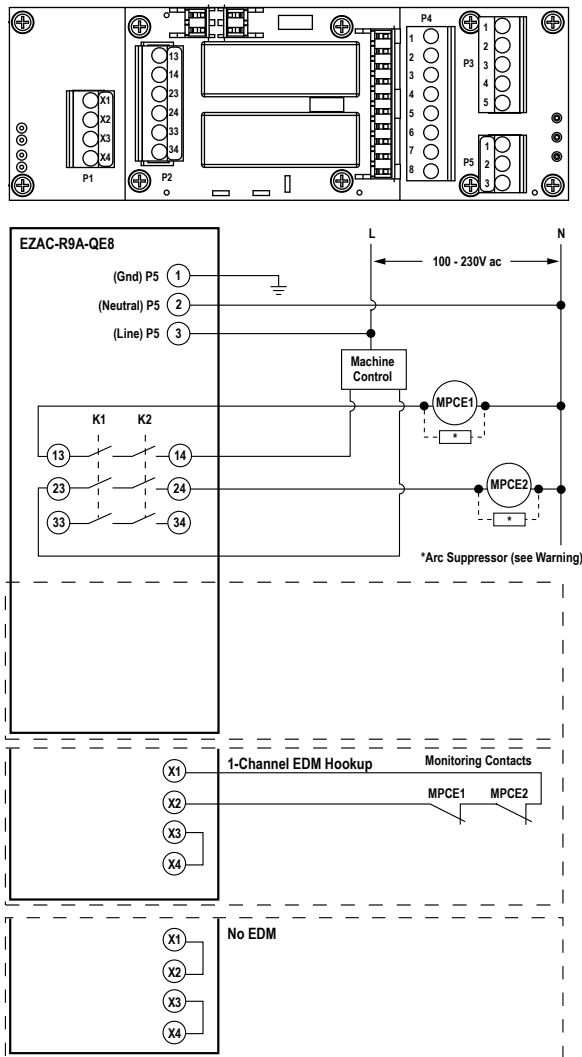 P4
1
2
3
4
5
6
7
8
P3
1
2
3
4
5
P5
1
2
3
13
14
23
24
33
34
P2
X1
X2
X3
X4
P1
EZAC-R9A-QE8
L
N
100 - 230V ac
(Gnd) P5 1
(Neutral) P5 2
(Line) P5 3
Machine
Control
MPCE1
*
K1 K2
13 14
23 24
33 34
MPCE2
*
*Arc Suppressor (see Warning)
X1
X2
X3
X4
1-Channel EDM Hookup
Monitoring Contacts
MPCE1 MPCE2
X1
X2
X3
X4
No EDM